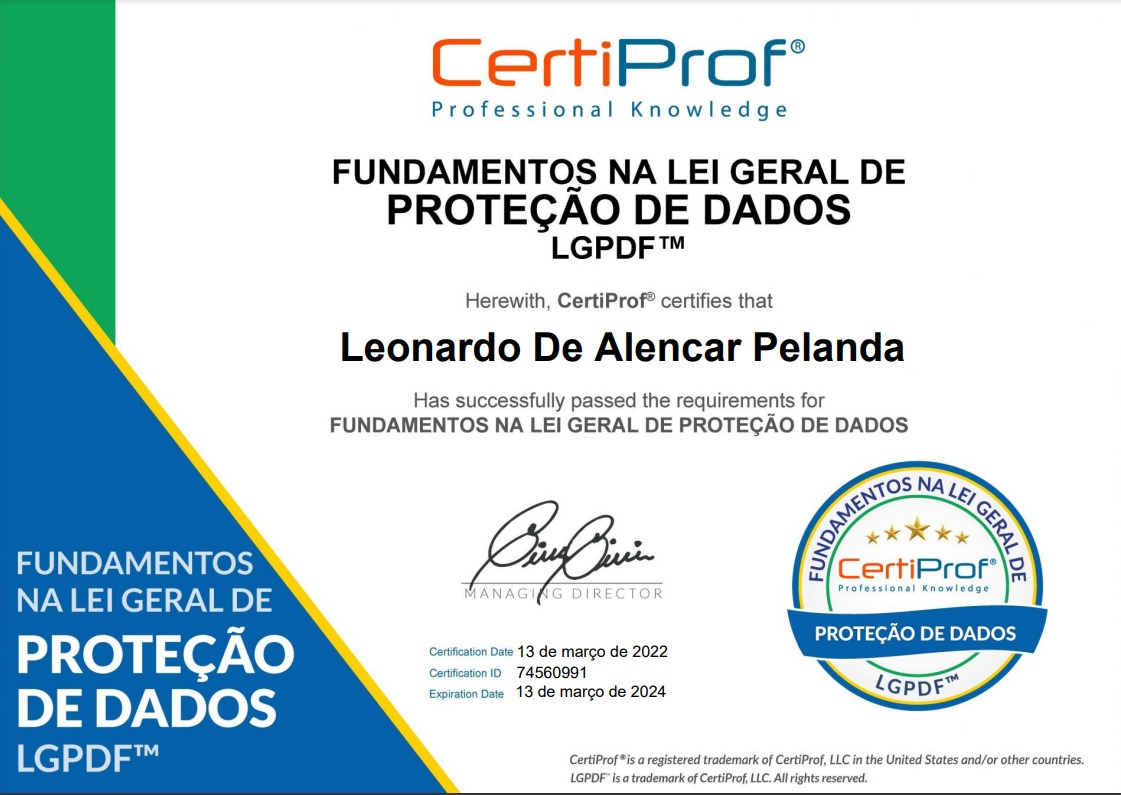 CertiProf®
Professional Knowledge
FUNDAMENTOS NA LEI GERAL DE
PROTEÇÃO DE DADOS
LGPDF™
Herewith, CertiProf® certifies that
Leonardo De Alencar Pelanda
Has successfully passed the requirements for
FUNDAMENTOS NA LEI GERAL DE PROTEÇÃO DE DADOS
MANAGING DIRECTOR
Certification Date 13 de março de 2022
Certification ID 74560991
Expiration Date 13 de março de 2024
FUNDAMENTOS
NA LEI GERAL DE
PROTEÇÃO
DE DADOS
LGPDF™
FUNDAMENTOS NA LEI GERAL DE
CertiProf®
Professional Knowledge
PROTEÇÃO DE DADOS
LGPDF™
CertiProf® is a registered trademark of CertiProf, LLC in the United States and/or other countries.
LGPDF™ is a trademark of CertiProf, LLC. All rights reserved.